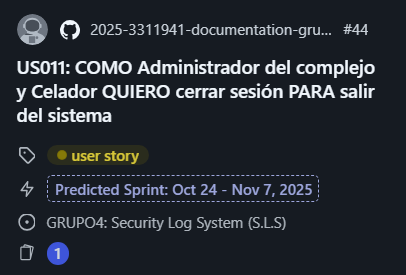 2025-3311941-documentation-gru... #44
US011: COMO Administrador del complejo
y Celador QUIERO cerrar sesión PARA salir
del sistema
user story
Predicted Sprint: Oct 24 - Nov 7, 2025
GRUPO4: Security Log System (S.L.S)
1